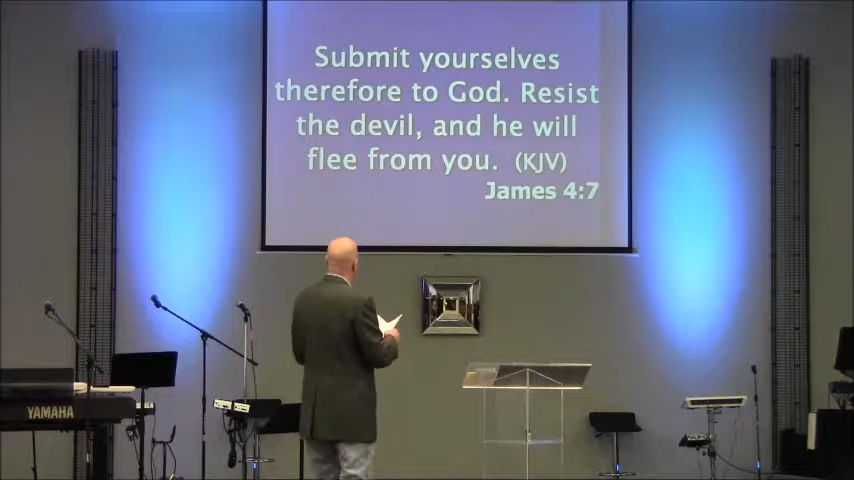 Submit yourselves
therefore to God. Resist
the devil, and he will
flee from you. (KJV)
James 4:7
YAMAHA